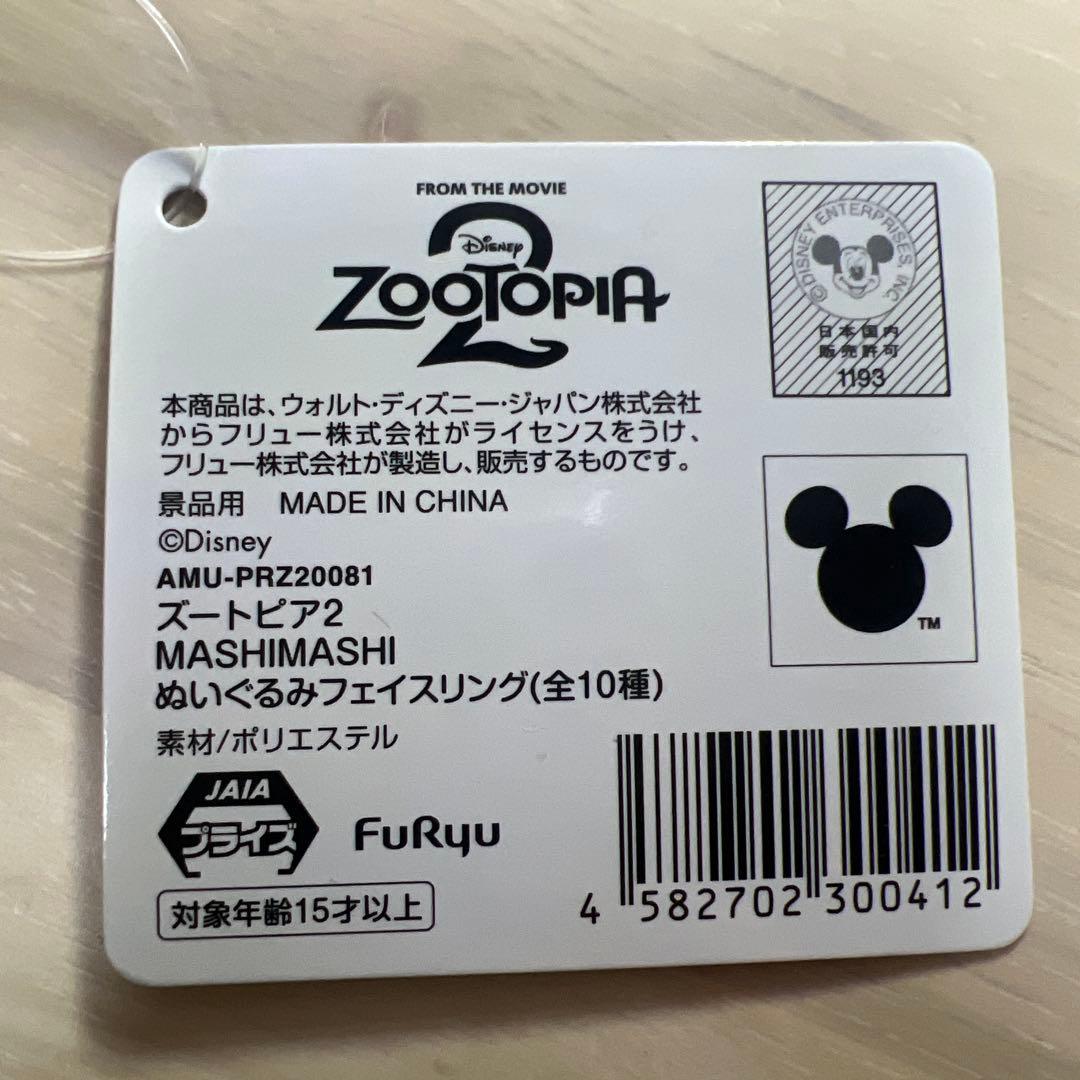 FROM THE MOVIE
Disney
ZOOTOPIA
2
本商品は、ウォルト・ディズニー・ジャパン株式会社
からフリュー株式会社がライセンスをうけ、
フリュー株式会社が製造し、販売するものです。
景品用 MADE IN CHINA
©Disney
AMU-PRZ20081
ズートピア2
MASHIMASHI
ぬいぐるみフェイスリング(全10種)
素材/ポリエステル
JAIA
プライズ
FuRyu
対象年齢15才以上
©DISNEY ENTERPRISES, INC.
日本国内
販売許可
1193
TM
4 582702 300412